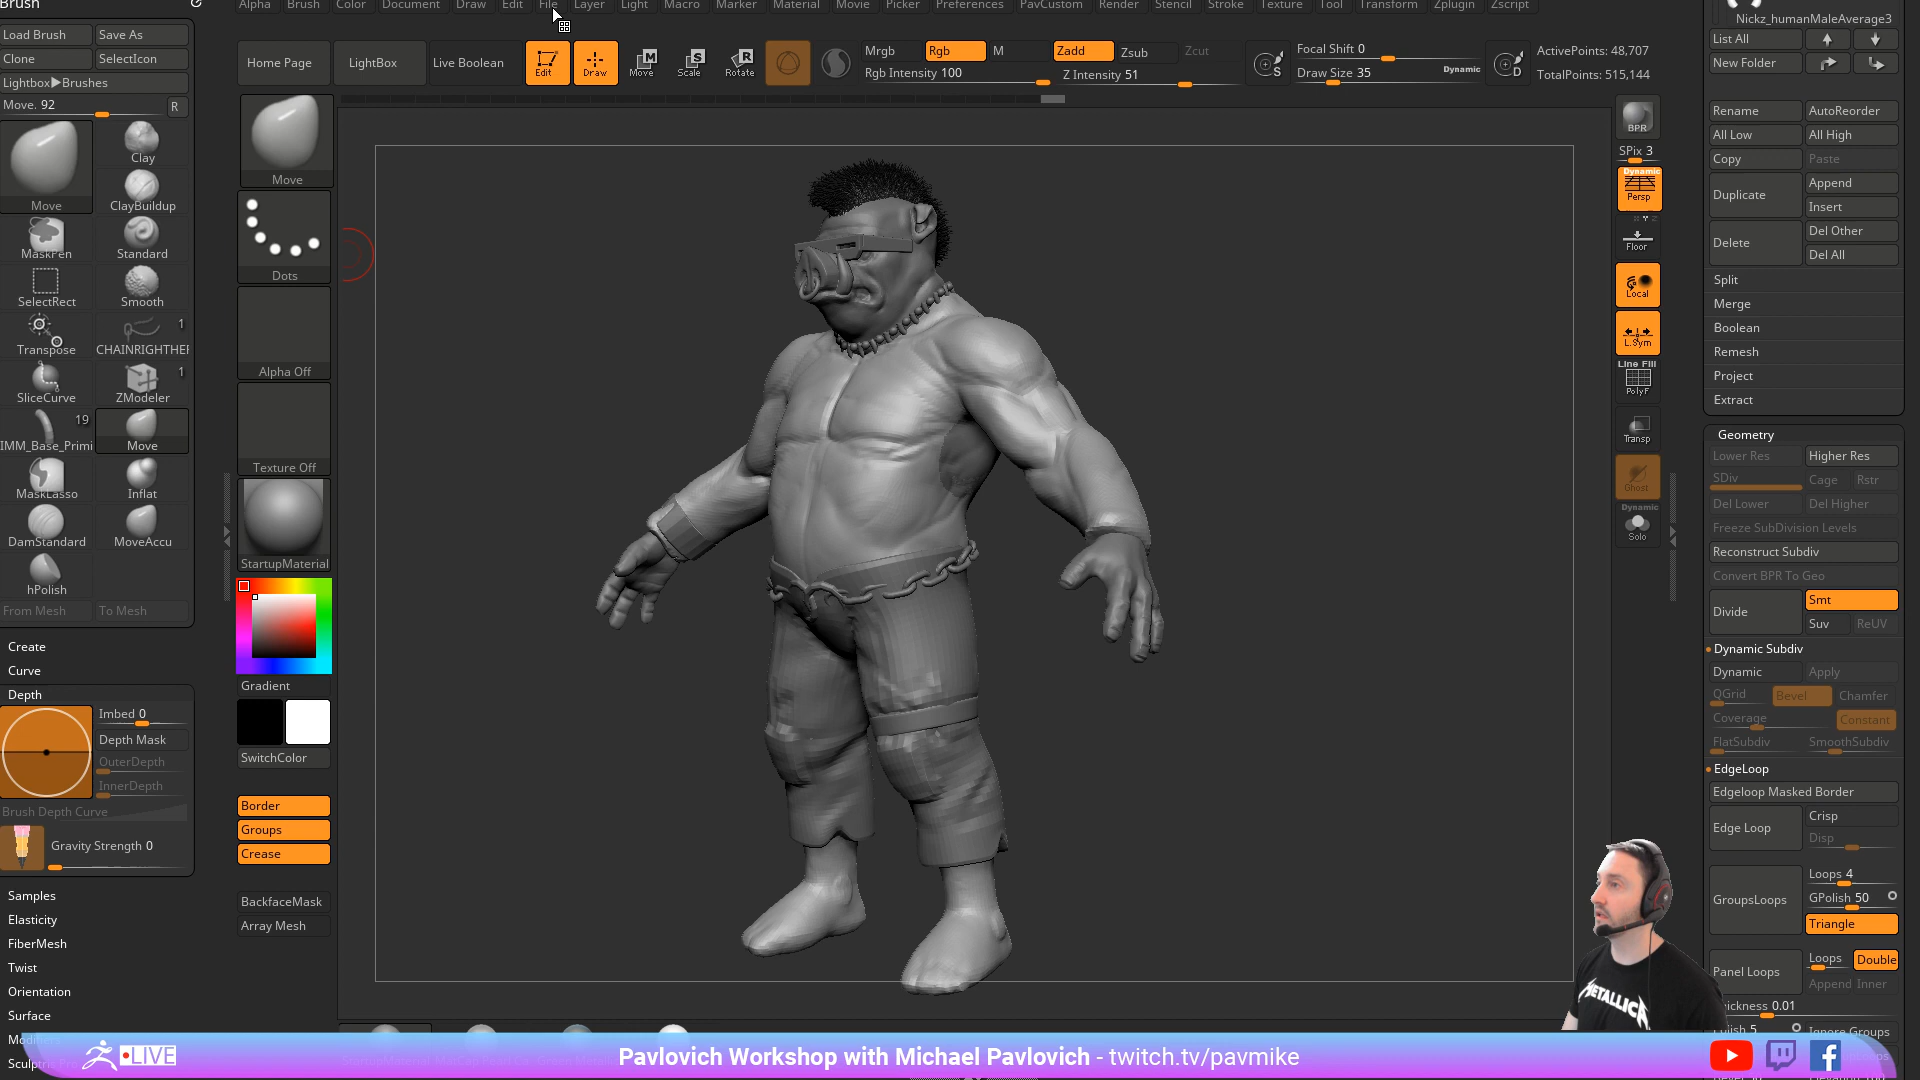 Brush
Alpha Brush Color Document Draw Edit File Layer Light Macro Marker Material Movie Picker Preferences PavCustom Render Stencil Stroke Texture Tool Transform Zplugin Zscript
Load Brush Save As
Clone SelectIcon
Lightbox▶Brushes
Move. 92 R
Move
Clay
ClayBuildup
MaskPen Standard
SelectRect Smooth
1
Transpose
SliceCurve ZModeler
1
19
IMM_Base_Primi Move
MaskLasso Inflat
DamStandard MoveAccu
hPolish
From Mesh To Mesh
Create
Curve
Depth
Imbed 0
Depth Mask
OuterDepth
InnerDepth
Brush Depth Curve
Gravity Strength 0
Samples
Elasticity
FiberMesh
Twist
Orientation
Surface
Home Page LightBox Live Boolean Edit Draw Move Scale Rotate
Mrgb Rgb M
Rgb Intensity 100
Zadd Zsub Zcut
Z Intensity 51
S
Focal Shift 0
Draw Size 35 Dynamic
D
ActivePoints: 48,707
TotalPoints: 515,144
Move
Dots
Alpha Off
Texture Off
StartupMaterial
Gradient
SwitchColor
Border
Groups
Crease
BackfaceMask
Array Mesh
BPR
SPix 3
Dynamic
Persp
Floor
Local
L.Sym
Line Fill
PolyF
Transp
Ghost
Dynamic
Solo
Nickz_humanMaleAverage3
List All
New Folder
Rename AutoReorder
All Low All High
Copy Paste
Duplicate Append
Insert
Delete Del Other
Del All
Split
Merge
Boolean
Remesh
Project
Extract
Geometry
Lower Res Higher Res
SDiv Cage Rstr
Del Lower Del Higher
Freeze SubDivision Levels
Reconstruct Subdiv
Convert BPR To Geo
Divide Smt
Suv ReUV
Dynamic Subdiv
Dynamic Apply
QGrid Bevel Chamfer
Coverage Constant
FlatSubdiv SmoothSubdiv
EdgeLoop
Edgeloop Masked Border
Edge Loop Crisp
Disp
GroupsLoops Loops 4
GPolish 50
Triangle
Panel Loops Loops Double
Append Inner
Ignore Groups
METALLICA
LIVE
Pavlovich Workshop with Michael Pavlovich - twitch.tv/pavmike